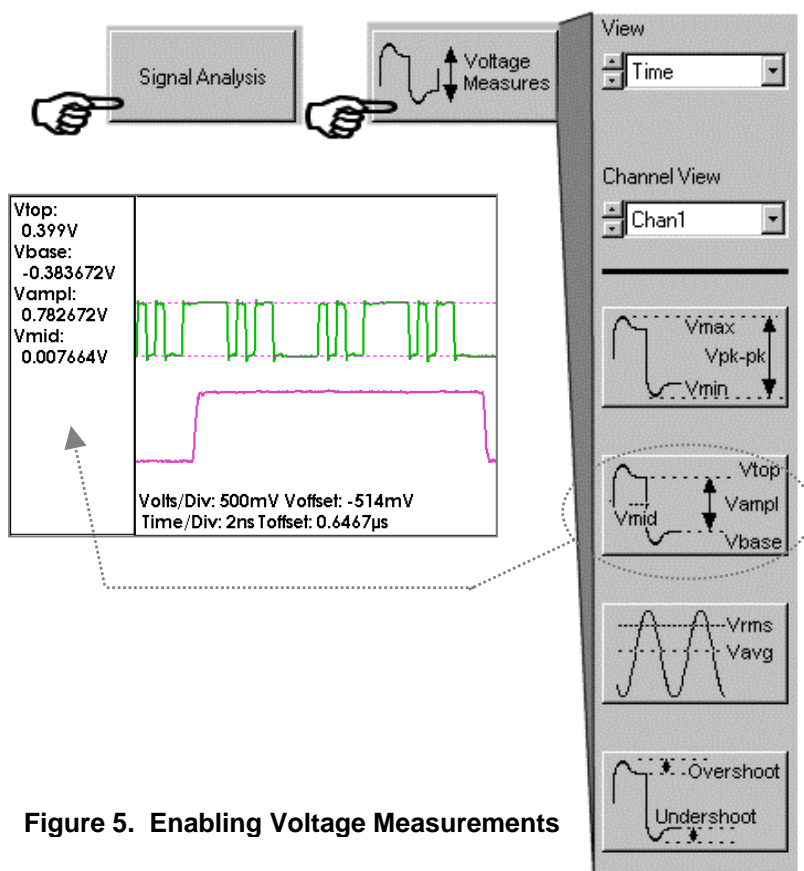 Signal Analysis
Voltage
Measures
View
Time
Channel View
Chan1
Vtop:
0.399V
Vbase:
-0.383672V
Vampl:
0.782672V
Vmid:
0.007664V
Volts/Div: 500mV Voffset: -514mV
Time/Div: 2ns Toffset: 0.6467µs
Vmax
Vpk-pk
Vmin
Vtop
Vampl
Vmid
Vbase
Vrms
Vavg
Overshoot
Undershoot
Figure 5. Enabling Voltage Measurements